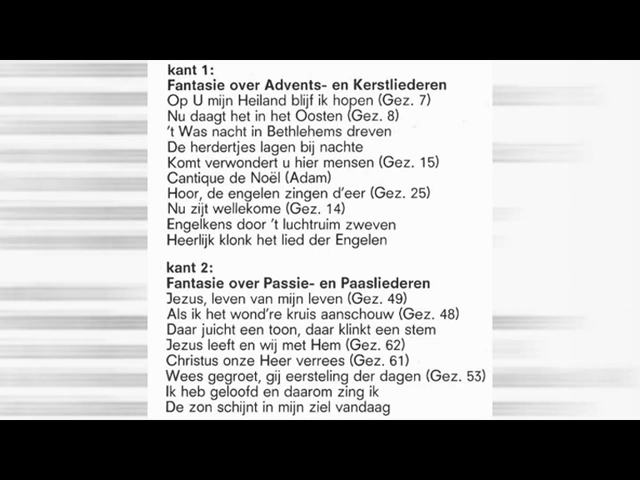 kant 1:
Fantasie over Advents- en Kerstliederen
Op U mijn Heiland blijf ik hopen (Gez. 7)
Nu daagt het in het Oosten (Gez. 8)
't Was nacht in Bethlehems dreven
De herdertjes lagen bij nachte
Komt verwondert u hier mensen (Gez. 15)
Cantique de Noël (Adam)
Hoor, de engelen zingen d'eer (Gez. 25)
Nu zijt wellekome (Gez. 14)
Engelkens door 't luchtruim zweven
Heerlijk klonk het lied der Engelen
kant 2:
Fantasie over Passie- en Paasliederen
Jezus, leven van mijn leven (Gez. 49)
Als ik het wond're kruis aanschouw (Gez. 48)
Daar juicht een toon, daar klinkt een stem
Jezus leeft en wij met Hem (Gez. 62)
Christus onze Heer verrees (Gez. 61)
Wees gegroet, gij eersteling der dagen (Gez. 53)
Ik heb geloofd en daarom zing ik
De zon schijnt in mijn ziel vandaag